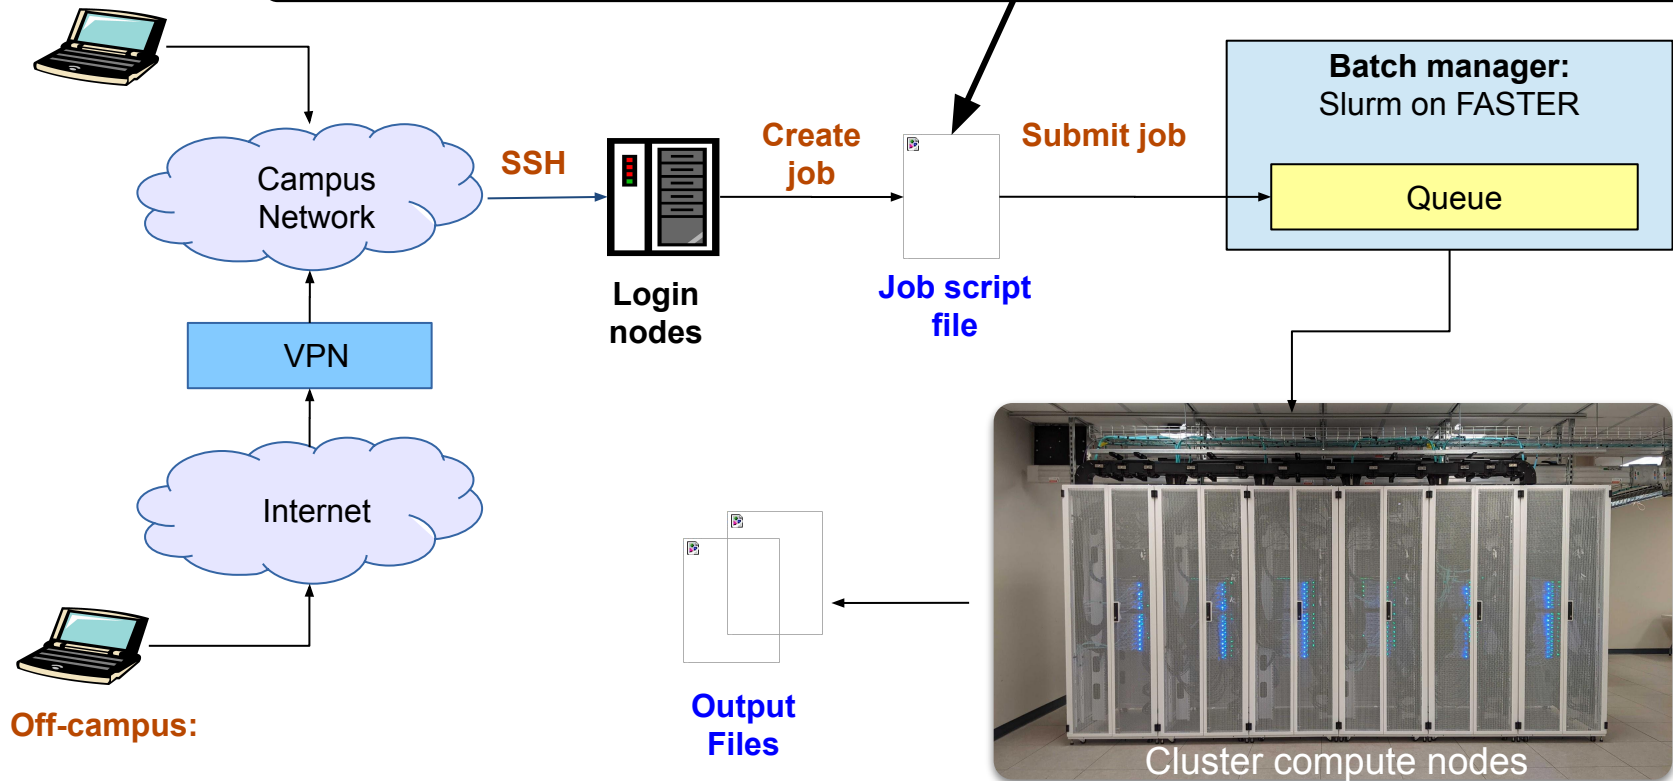 Batch manager:
Slurm on FASTER
Queue
Campus
Network
SSH
Create
job
Submit job
Login
nodes
Job script
file
VPN
Internet
Off-campus:
Output
Files
Cluster compute nodes